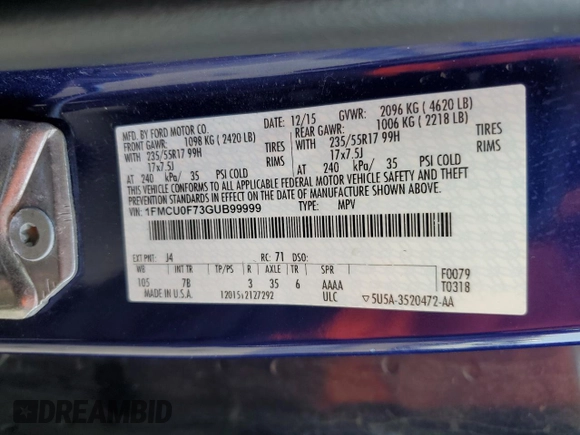 MFD. BY FORD MOTOR CO.
DATE: 12/15 GVWR: 2096 KG ( 4620 LB)
FRONT GAWR: 1098 KG ( 2420 LB) REAR GAWR: 1006 KG ( 2218 LB)
WITH 235/55R17 99H TIRES WITH 235/55R17 99H TIRES
17x7.5J RIMS 17x7.5J RIMS
AT 240 kPa/ 35 PSI COLD AT 240 kPa/ 35 PSI COLD
THIS VEHICLE CONFORMS TO ALL APPLICABLE FEDERAL MOTOR VEHICLE SAFETY AND THEFT
PREVENTION STANDARDS IN EFFECT ON THE DATE OF MANUFACTURE SHOWN ABOVE.
VIN: 1FMCU0F73GUB99999 TYPE: MPV
EXT PNT: J4 RC: 71 DSO:
WB INT TR TP/PS R AXLE TR SPR
105 7B 3 35 6 AAAA
F0079
T0318
MADE IN U.S.A. ULC 5U5A-3520472-AA
DREAMBID